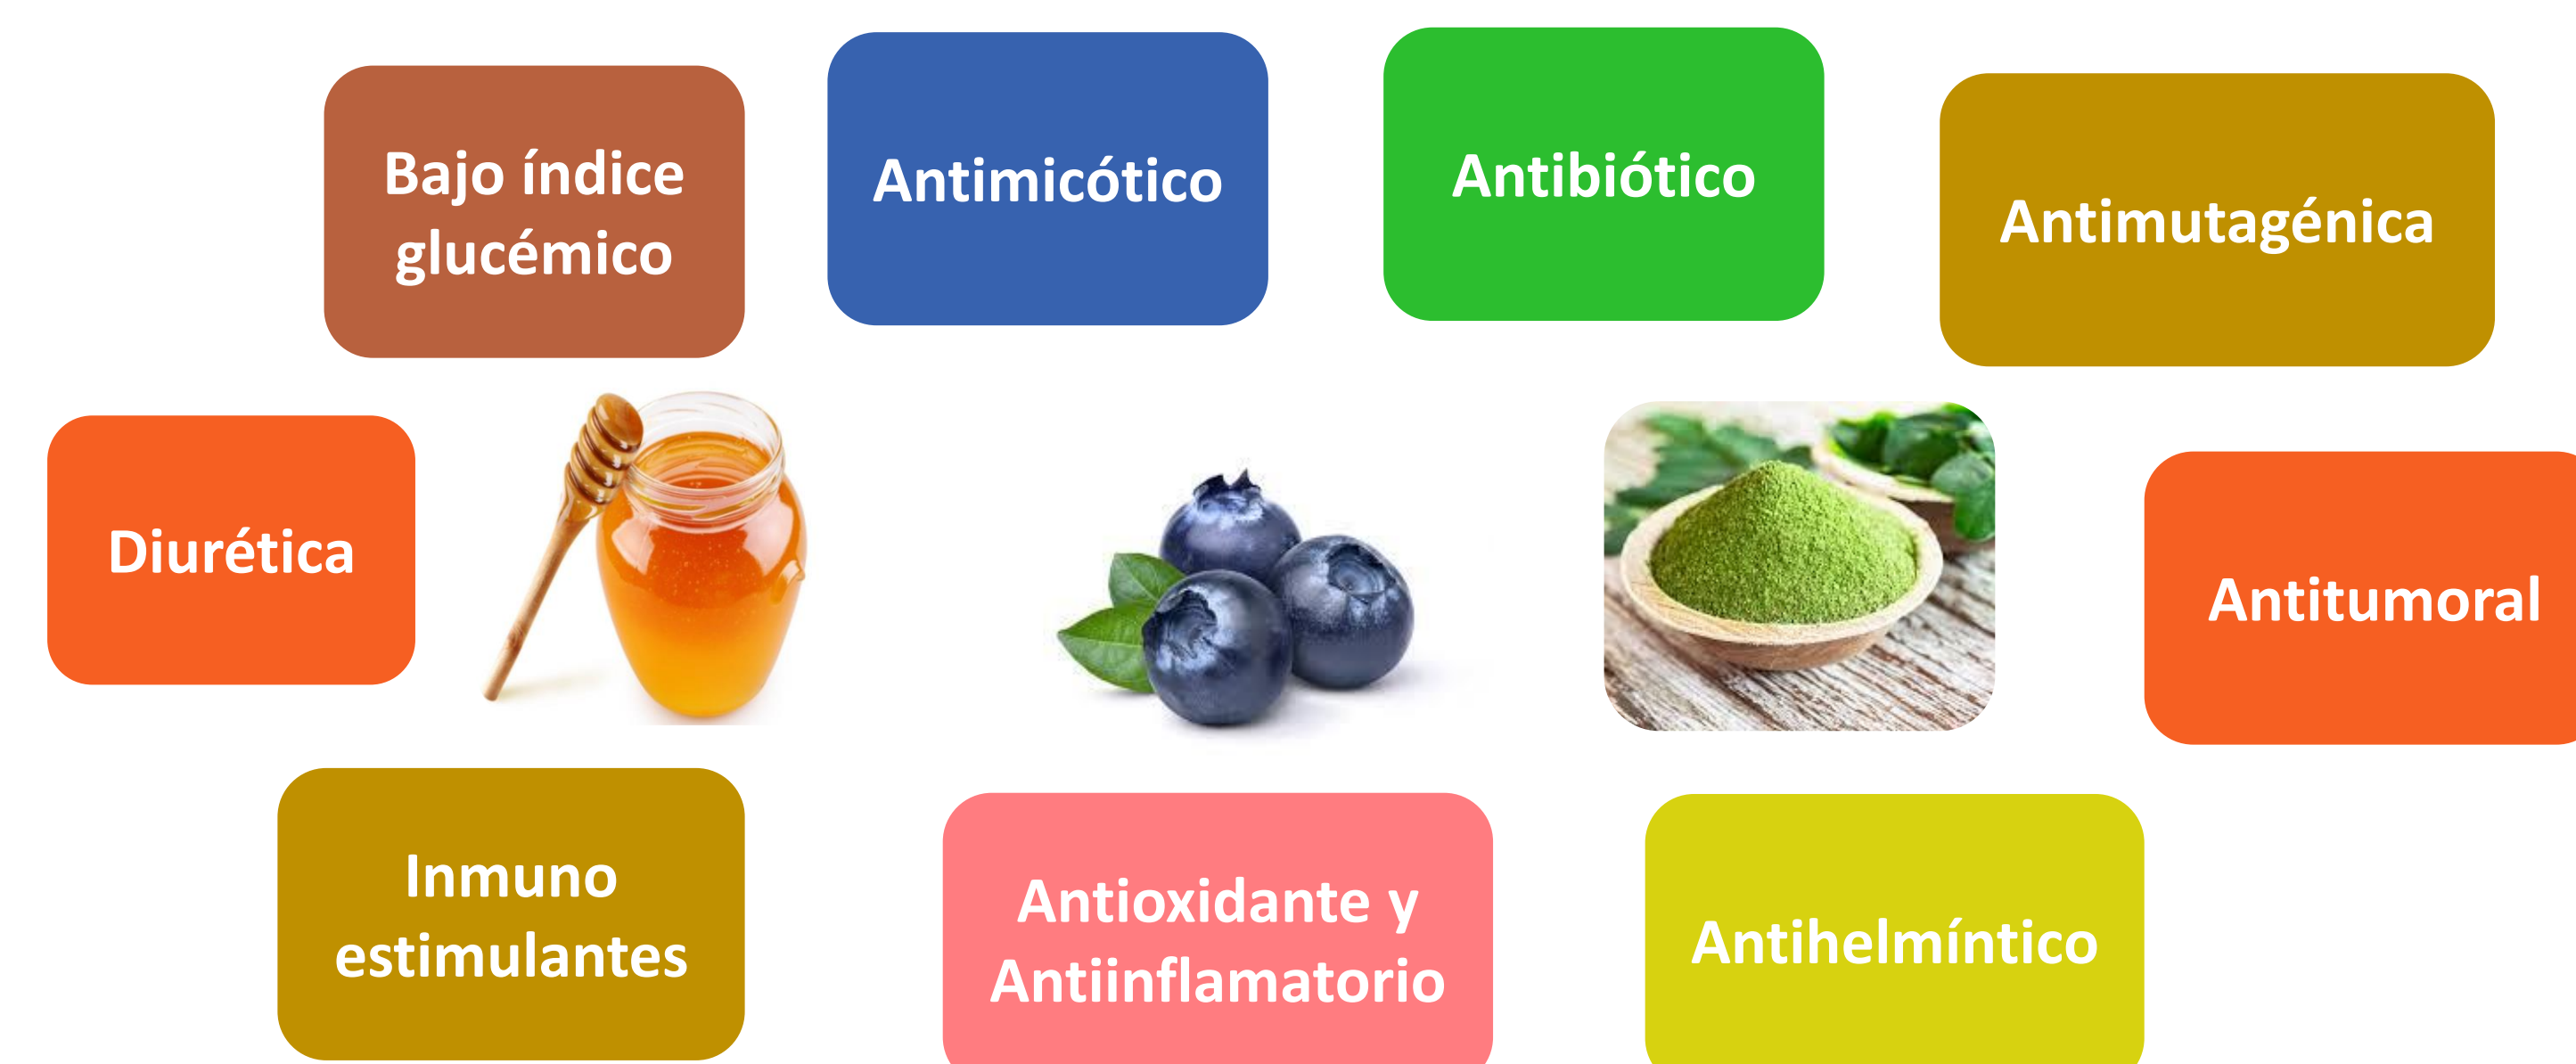 Bajo índice
glucémico
Antimicótico
Antibiótico
Antimutagénica
Diurética
Antitumoral
Inmuno
estimulantes
Antioxidante y
Antiinflamatorio
Antihelmíntico